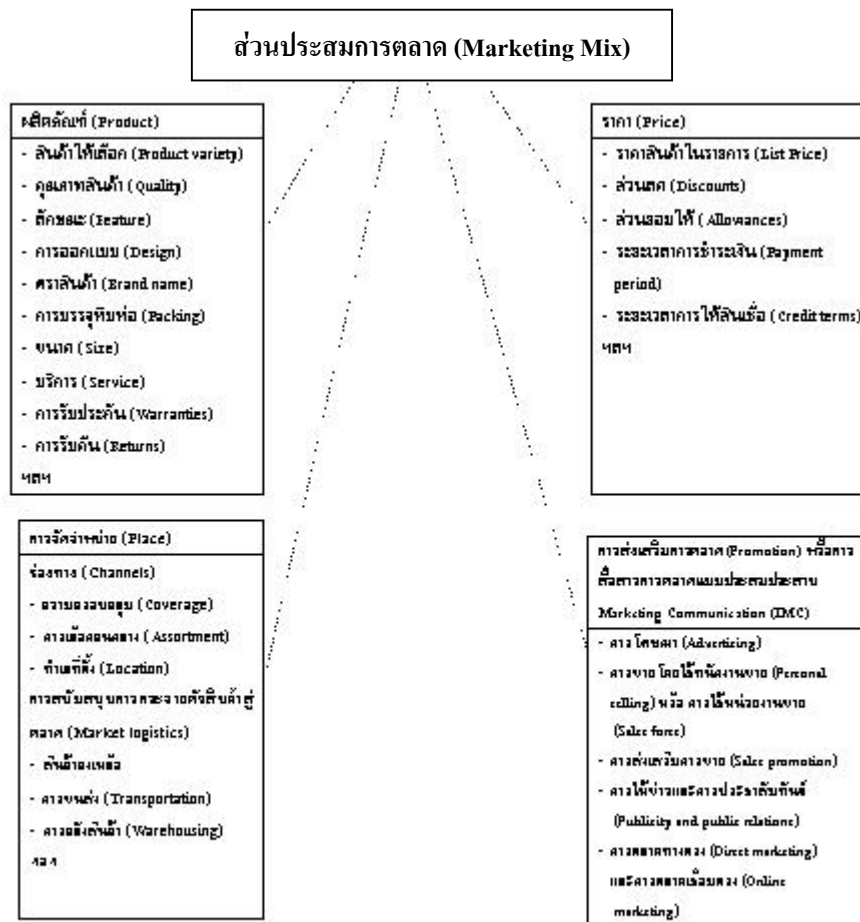 ส่วนประสมการตลาด (Marketing Mix)
ผลิตภัณฑ์ (Product)
- สินค้าให้เลือก (Product variety)
- คุณภาพสินค้า (Quality)
- ลักษณะ (Feature)
- การออกแบบ (Design)
- ตราสินค้า (Brand name)
- การบรรจุหีบห่อ (Packing)
- ขนาด (Size)
- บริการ (Service)
- การรับประกัน (Warranties)
- การรับคืน (Returns)
ฯลฯ
ราคา (Price)
- ราคาสินค้าในรายการ (List Price)
- ส่วนลด (Discounts)
- ส่วนยอมให้ (Allowances)
- ระยะเวลาการชำระเงิน (Payment
period)
- ระยะเวลาการให้สินเชื่อ (Credit terms)
ฯลฯ
การจัดจำหน่าย (Place)
ช่องทาง (Channels)
- ความครอบคลุม (Coverage)
- การเลือกคนกลาง (Assortment)
- ทำเลที่ตั้ง (Location)
การสนับสนุนการกระจายตัวสินค้าสู่
ตลาด (Market logistics)
- สินค้าคงเหลือ
- การขนส่ง (Transportation)
- การคลังสินค้า (Warehousing)
ฯลฯ
การส่งเสริมการตลาด (Promotion) หรือการ
สื่อสารการตลาดแบบประสมประสาน
Marketing Communication (IMC)
- การโฆษณา (Advertising)
- การขายโดยใช้พนักงานขาย (Personal
selling) หรือ การใช้หน่วยงานขาย
(Sales force)
- การส่งเสริมการขาย (Sales promotion)
- การให้ข่าวและการประชาสัมพันธ์
(Publicity and public relations)
- การตลาดทางตรง (Direct marketing)
และการตลาดเชื่อมตรง (Online
marketing)